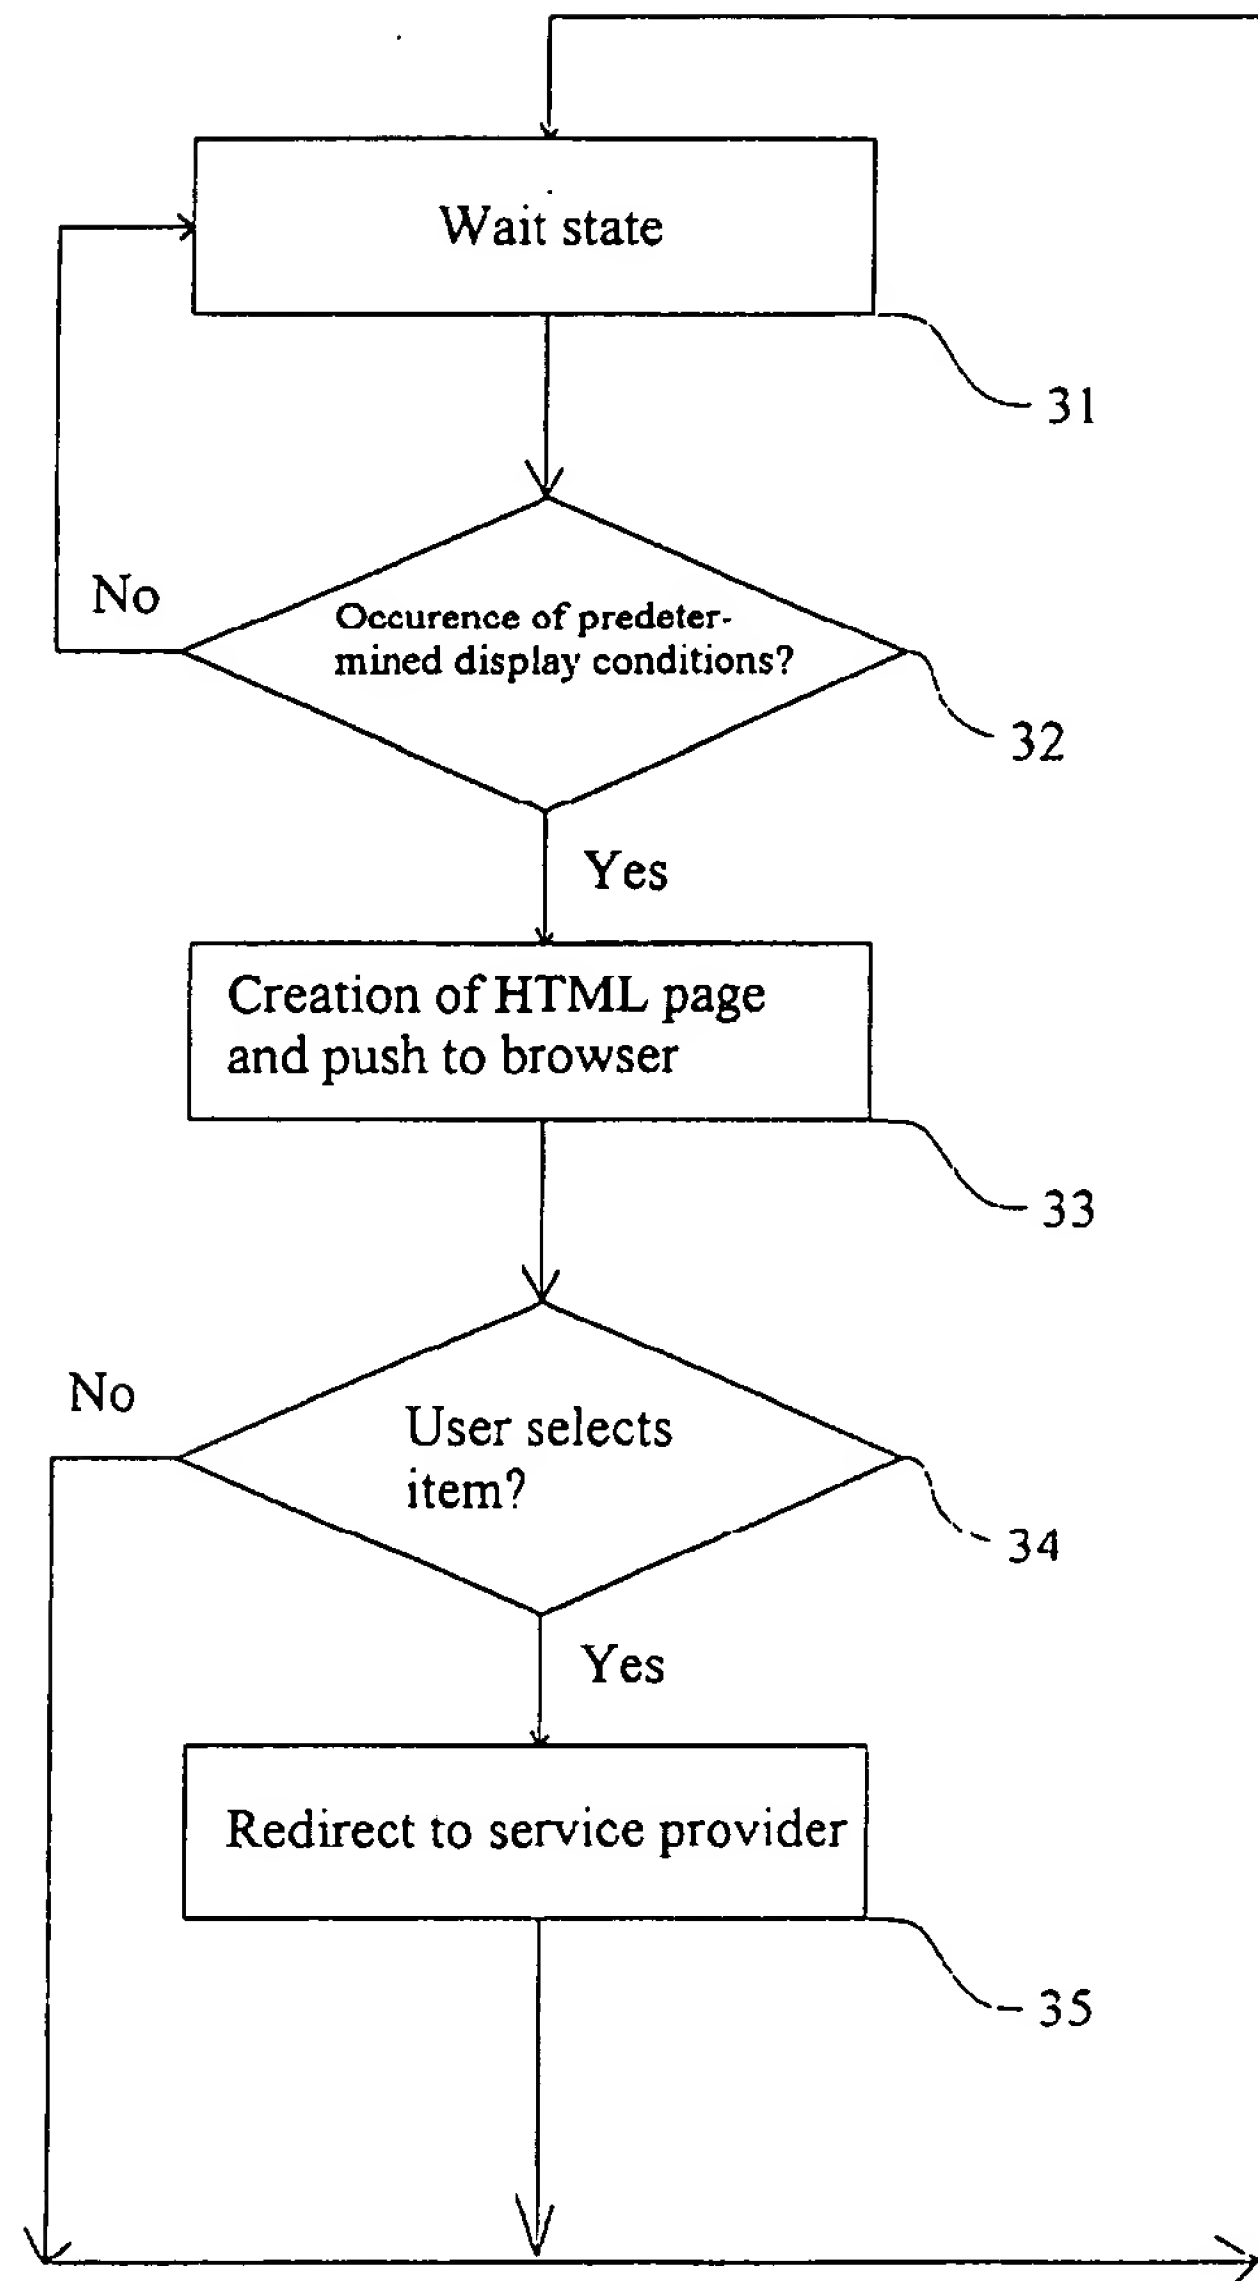 Wait state
31
No
Occurence of predeter-
mined display conditions?
32
Yes
Creation of HTML page
and push to browser
33
No
User selects
item?
34
Yes
Redirect to service provider
35